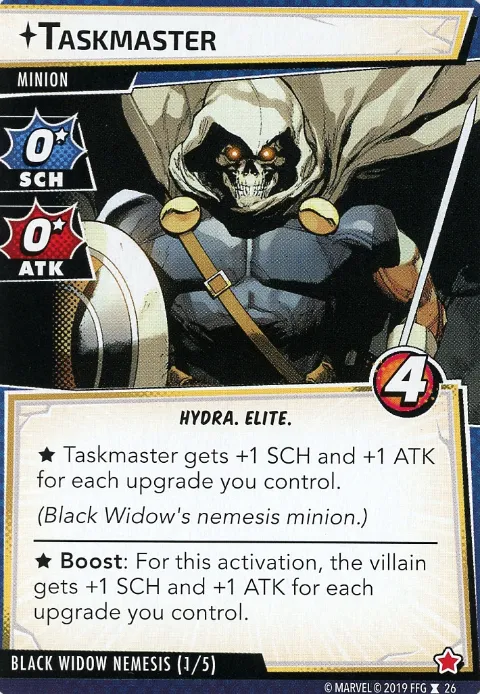 TASKMASTER
MINION
0
SCH
0
ATK
4
HYDRA. ELITE.
★ Taskmaster gets +1 SCH and +1 ATK
for each upgrade you control.
(Black Widow's nemesis minion.)
★ Boost: For this activation, the villain
gets +1 SCH and +1 ATK for each
upgrade you control.
BLACK WIDOW NEMESIS (1/5)
© MARVEL © 2019 FFG 26